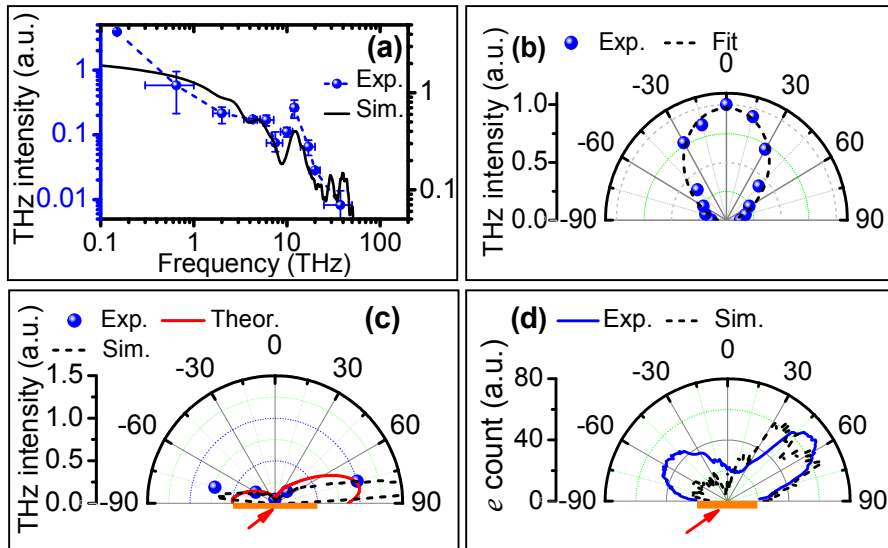 (a)
Exp.
Sim.
THz intensity (a.u.)
1
0.1
0.01
1
0.1
0.1 1 10 100
Frequency (THz)
(b)
Exp. Fit
0
-30 30
-60 60
-90 90
THz intensity (a.u.)
1.0
0.5
0.0
(c)
Exp. Theor.
Sim.
0
-30 30
-60 60
-90 90
THz intensity (a.u.)
1.5
1.0
0.5
0.0
(d)
Exp. Sim.
0
-30 30
-60 60
-90 90
e count (a.u.)
80
40
0